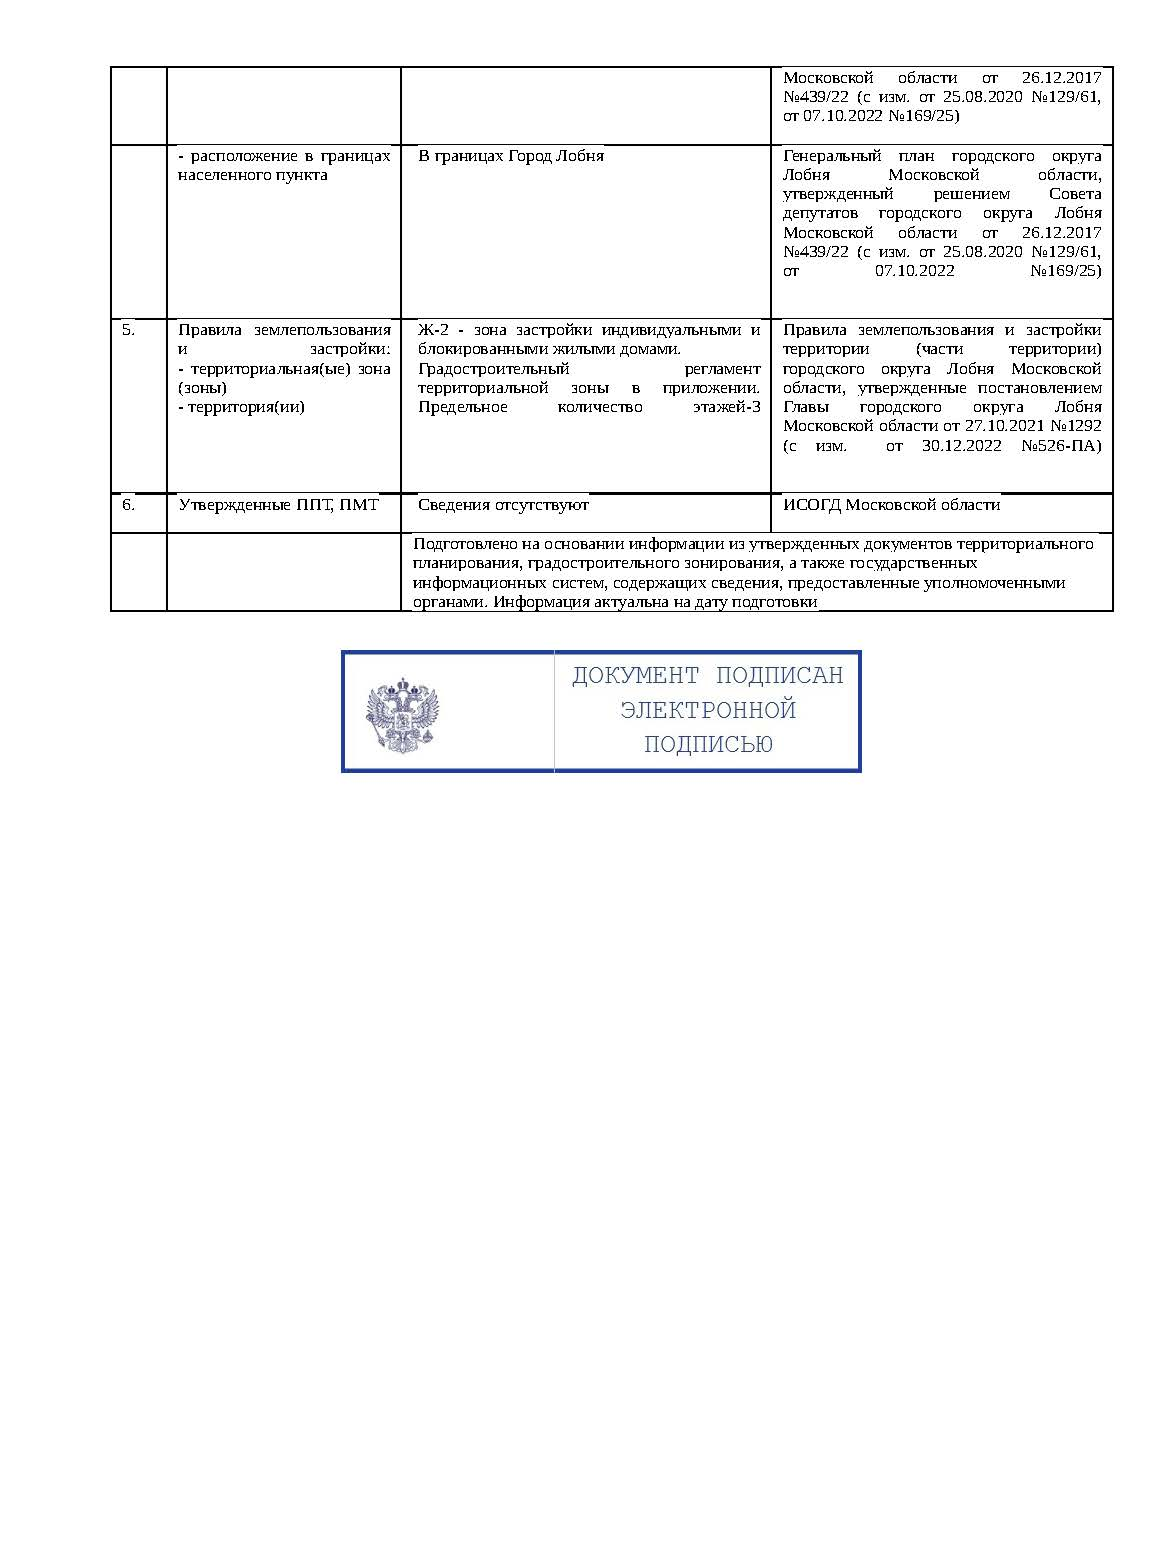 Московской области от 26.12.2017
№439/22 (с изм. от 25.08.2020 №129/61,
от 07.10.2022 №169/25)
- расположение в границах
населенного пункта
В границах Город Лобня
Генеральный план городского округа
Лобня Московской области,
утвержденный решением Совета
депутатов городского округа Лобня
Московской области от 26.12.2017
№439/22 (с изм. от 25.08.2020 №129/61,
от 07.10.2022 №169/25)
5.
Правила землепользования
и застройки:
- территориальная(ые) зона
(зоны)
- территория(ии)
Ж-2 - зона застройки индивидуальными и
блокированными жилыми домами.
Градостроительный регламент
территориальной зоны в приложении.
Предельное количество этажей-3
Правила землепользования и застройки
территории (части территории)
городского округа Лобня Московской
области, утвержденные постановлением
Главы городского округа Лобня
Московской области от 27.10.2021 №1292
(с изм. от 30.12.2022 №526-ПА)
6.
Утвержденные ППТ, ПМТ
Сведения отсутствуют
ИСОГД Московской области
Подготовлено на основании информации из утвержденных документов территориального
планирования, градостроительного зонирования, а также государственных
информационных систем, содержащих сведения, предоставленные уполномоченными
органами. Информация актуальна на дату подготовки
ДОКУМЕНТ ПОДПИСАН
ЭЛЕКТРОННОЙ
ПОДПИСЬЮ